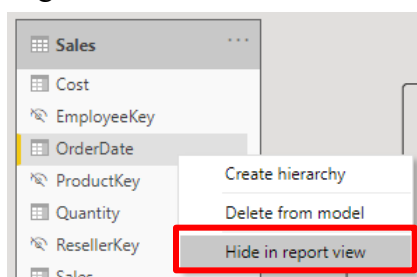 Sales
...
Cost
EmployeeKey
OrderDate
ProductKey
Create hierarchy
Quantity
Delete from model
ResellerKey
Hide in report view
Sales